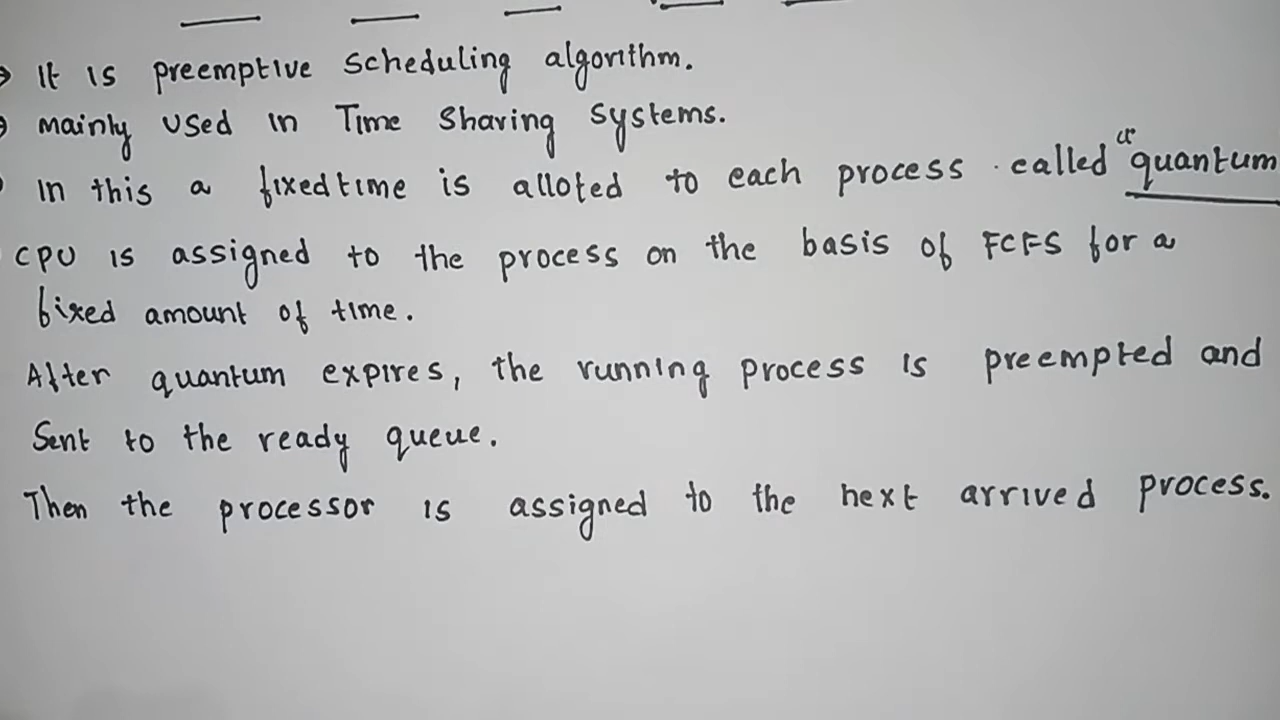 → It is preemptive scheduling algorithm.
→ mainly used in Time sharing systems.
In this a fixed time is alloted to each process called "quantum
CPU is assigned to the process on the basis of FCFS for a
fixed amount of time.
After quantum expires, the running process is preempted and
Sent to the ready queue.
Then the processor is assigned to the next arrived process.